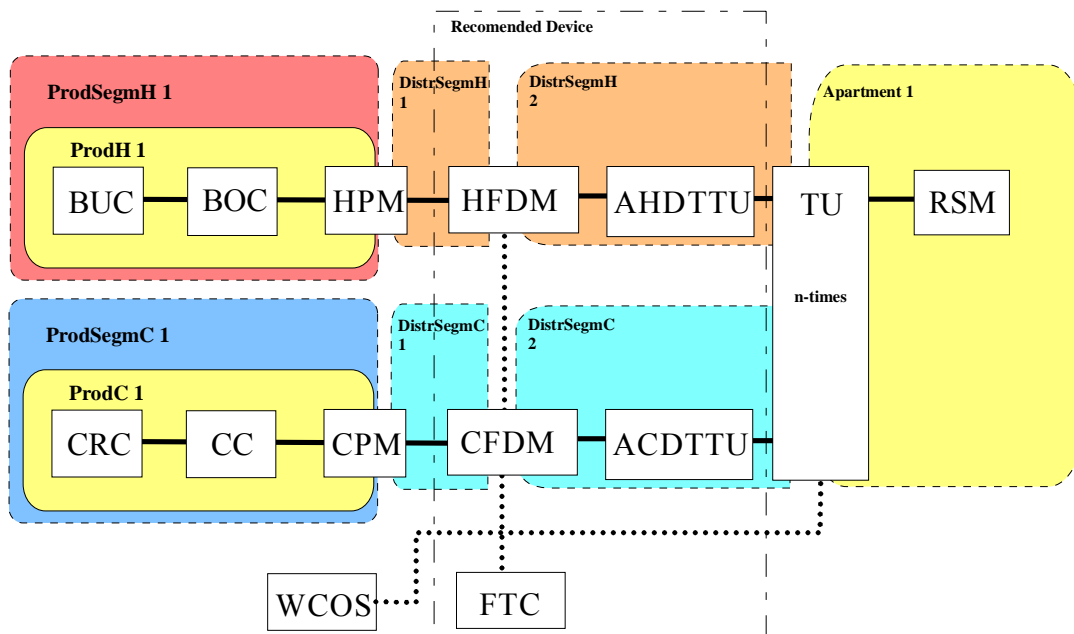 Recomended Device
ProdSegmH 1
DistrSegmH
1
DistrSegmH
2
Apartment 1
ProdH 1
BUC
BOC
HPM
HFDM
AHDTTU
TU
RSM
n-times
ProdSegmC 1
DistrSegmC
1
DistrSegmC
2
ProdC 1
CRC
CC
CPM
CFDM
ACDTTU
WCOS
FTC